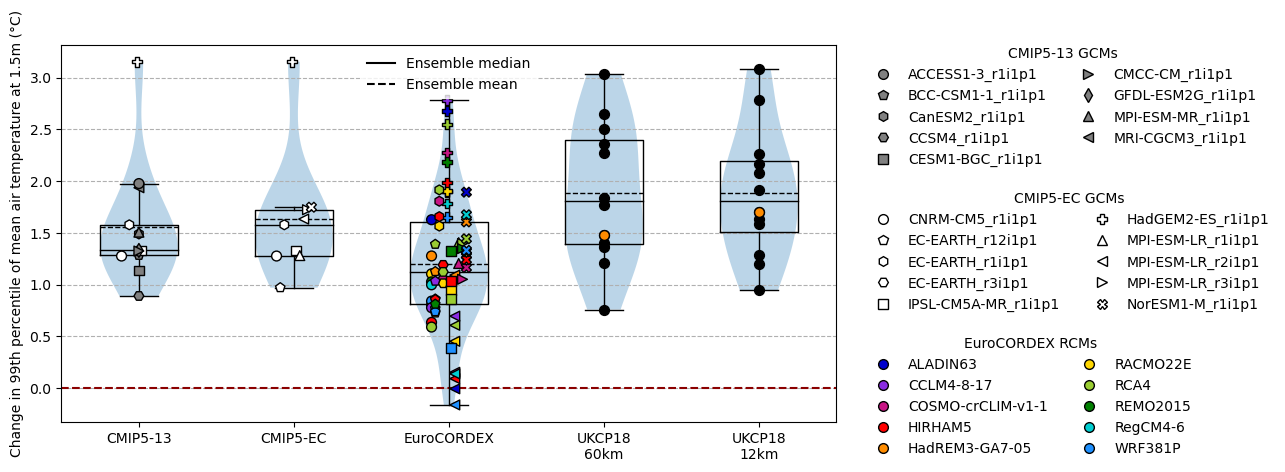 Change in 99th percentile of mean air temperature at 1.5m (°C)
3.0
2.5
2.0
1.5
1.0
0.5
0.0
Ensemble median
Ensemble mean
CMIP5-13
CMIP5-EC
EuroCORDEX
UKCP18
60km
UKCP18
12km
CMIP5-13 GCMs
ACCESS1-3_r1i1p1
BCC-CSM1-1_r1i1p1
CanESM2_r1i1p1
CCSM4_r1i1p1
CESM1-BGC_r1i1p1
CMCC-CM_r1i1p1
GFDL-ESM2G_r1i1p1
MPI-ESM-MR_r1i1p1
MRI-CGCM3_r1i1p1
CMIP5-EC GCMs
CNRM-CM5_r1i1p1
EC-EARTH_r12i1p1
EC-EARTH_r1i1p1
EC-EARTH_r3i1p1
IPSL-CM5A-MR_r1i1p1
HadGEM2-ES_r1i1p1
MPI-ESM-LR_r1i1p1
MPI-ESM-LR_r2i1p1
MPI-ESM-LR_r3i1p1
NorESM1-M_r1i1p1
EuroCORDEX RCMs
ALADIN63
CCLM4-8-17
COSMO-crCLIM-v1-1
HIRHAM5
HadREM3-GA7-05
RACMO22E
RCA4
REMO2015
RegCM4-6
WRF381P